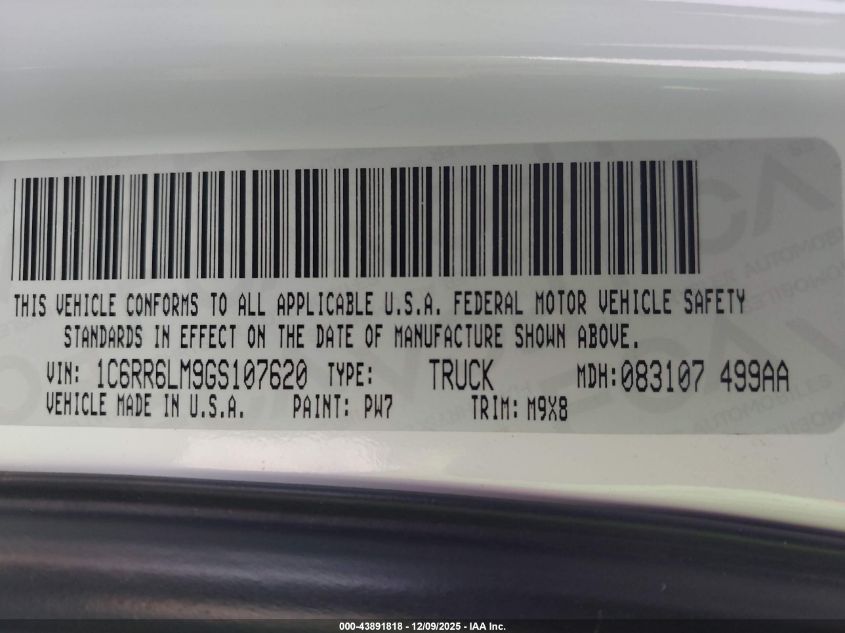 THIS VEHICLE CONFORMS TO ALL APPLICABLE U.S.A. FEDERAL MOTOR VEHICLE SAFETY
STANDARDS IN EFFECT ON THE DATE OF MANUFACTURE SHOWN ABOVE.
VIN: 1C6RR6LM9GS107620 TYPE: TRUCK MDH: 083107 499AA
VEHICLE MADE IN U.S.A. PAINT: PW7 TRIM: M9X8
000-43891818 - 12/09/2025 - IAA Inc.